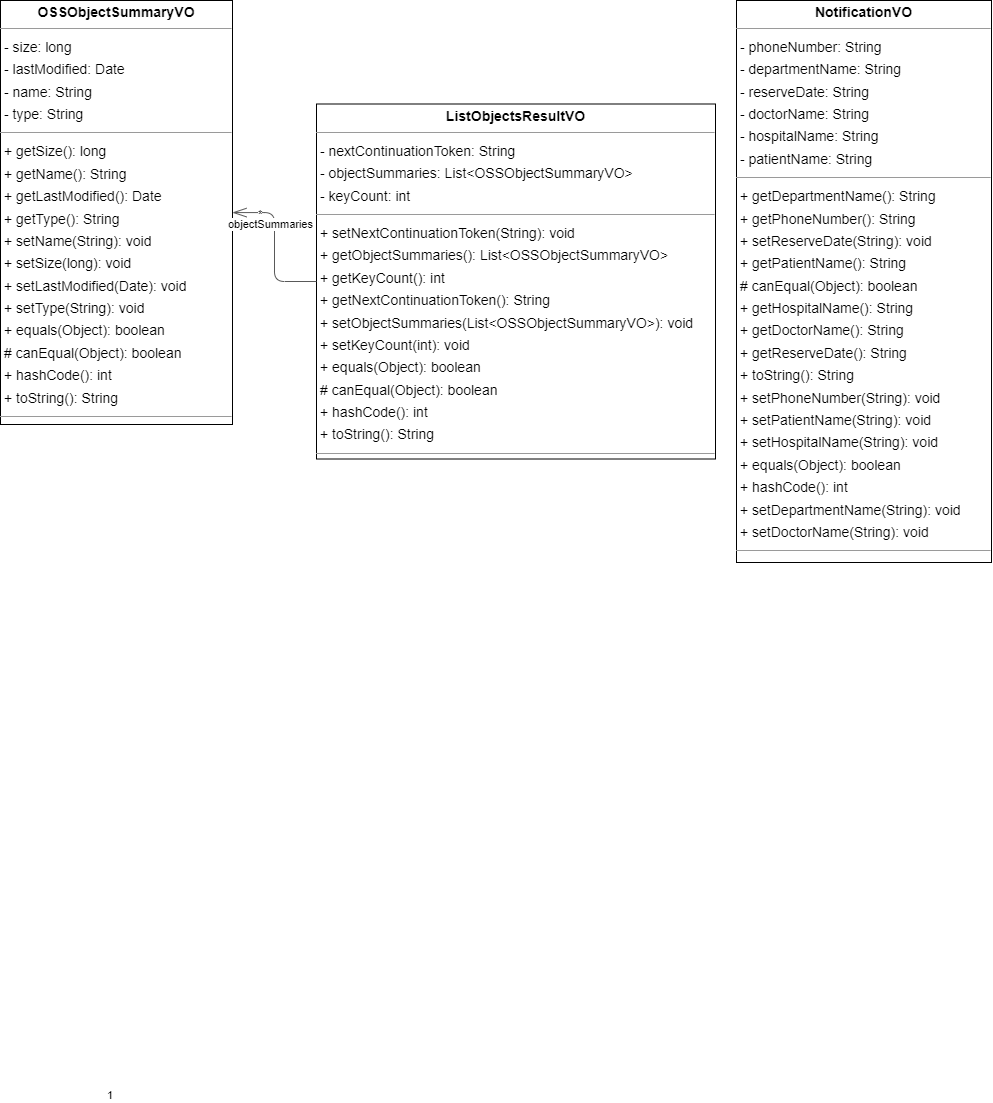 OSSObjectSummaryVO
- size: long
- lastModified: Date
- name: String
- type: String
+ getSize(): long
+ getName(): String
+ getLastModified(): Date
+ getType(): String
+ setName(String): void
+ setSize(long): void
+ setLastModified(Date): void
+ setType(String): void
+ equals(Object): boolean
# canEqual(Object): boolean
+ hashCode(): int
+ toString(): String
objectSummaries
ListObjectsResultVO
- nextContinuationToken: String
- objectSummaries: List<OSSObjectSummaryVO>
- keyCount: int
+ setNextContinuationToken(String): void
+ getObjectSummaries(): List<OSSObjectSummaryVO>
+ getKeyCount(): int
+ getNextContinuationToken(): String
+ setObjectSummaries(List<OSSObjectSummaryVO>): void
+ setKeyCount(int): void
+ equals(Object): boolean
# canEqual(Object): boolean
+ hashCode(): int
+ toString(): String
NotificationVO
- phoneNumber: String
- departmentName: String
- reserveDate: String
- doctorName: String
- hospitalName: String
- patientName: String
+ getDepartmentName(): String
+ getPhoneNumber(): String
+ setReserveDate(String): void
+ getPatientName(): String
# canEqual(Object): boolean
+ getHospitalName(): String
+ getDoctorName(): String
+ getReserveDate(): String
+ toString(): String
+ setPhoneNumber(String): void
+ setPatientName(String): void
+ setHospitalName(String): void
+ equals(Object): boolean
+ hashCode(): int
+ setDepartmentName(String): void
+ setDoctorName(String): void
1